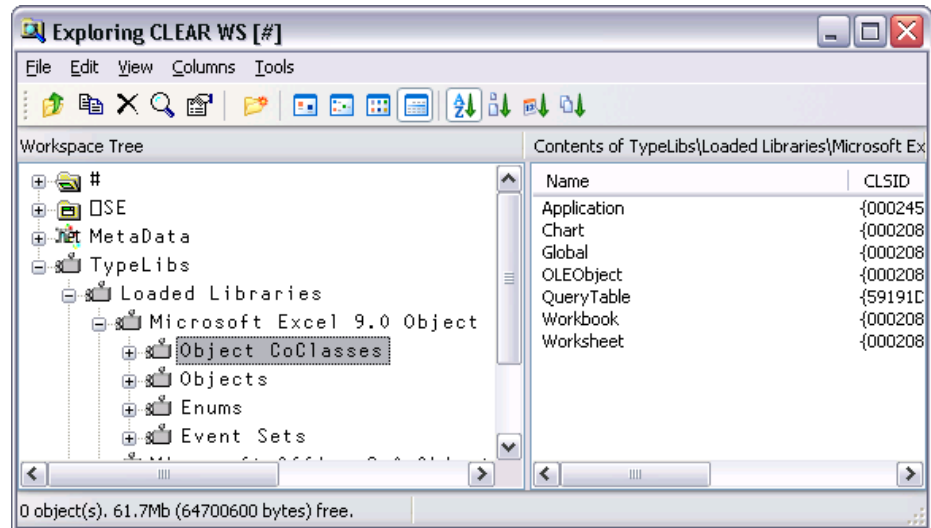 Exploring CLEAR WS [#]
File Edit View Columns Tools
Workspace Tree
Contents of TypeLibs\Loaded Libraries\Microsoft Ex
#
⎕SE
MetaData
TypeLibs
Loaded Libraries
Microsoft Excel 9.0 Object
Object CoClasses
Objects
Enums
Event Sets
Name CLSID
Application {000245
Chart {000208
Global {000208
OLEObject {000208
QueryTable {59191D
Workbook {000208
Worksheet {000208
0 object(s). 61.7Mb (64700600 bytes) free.